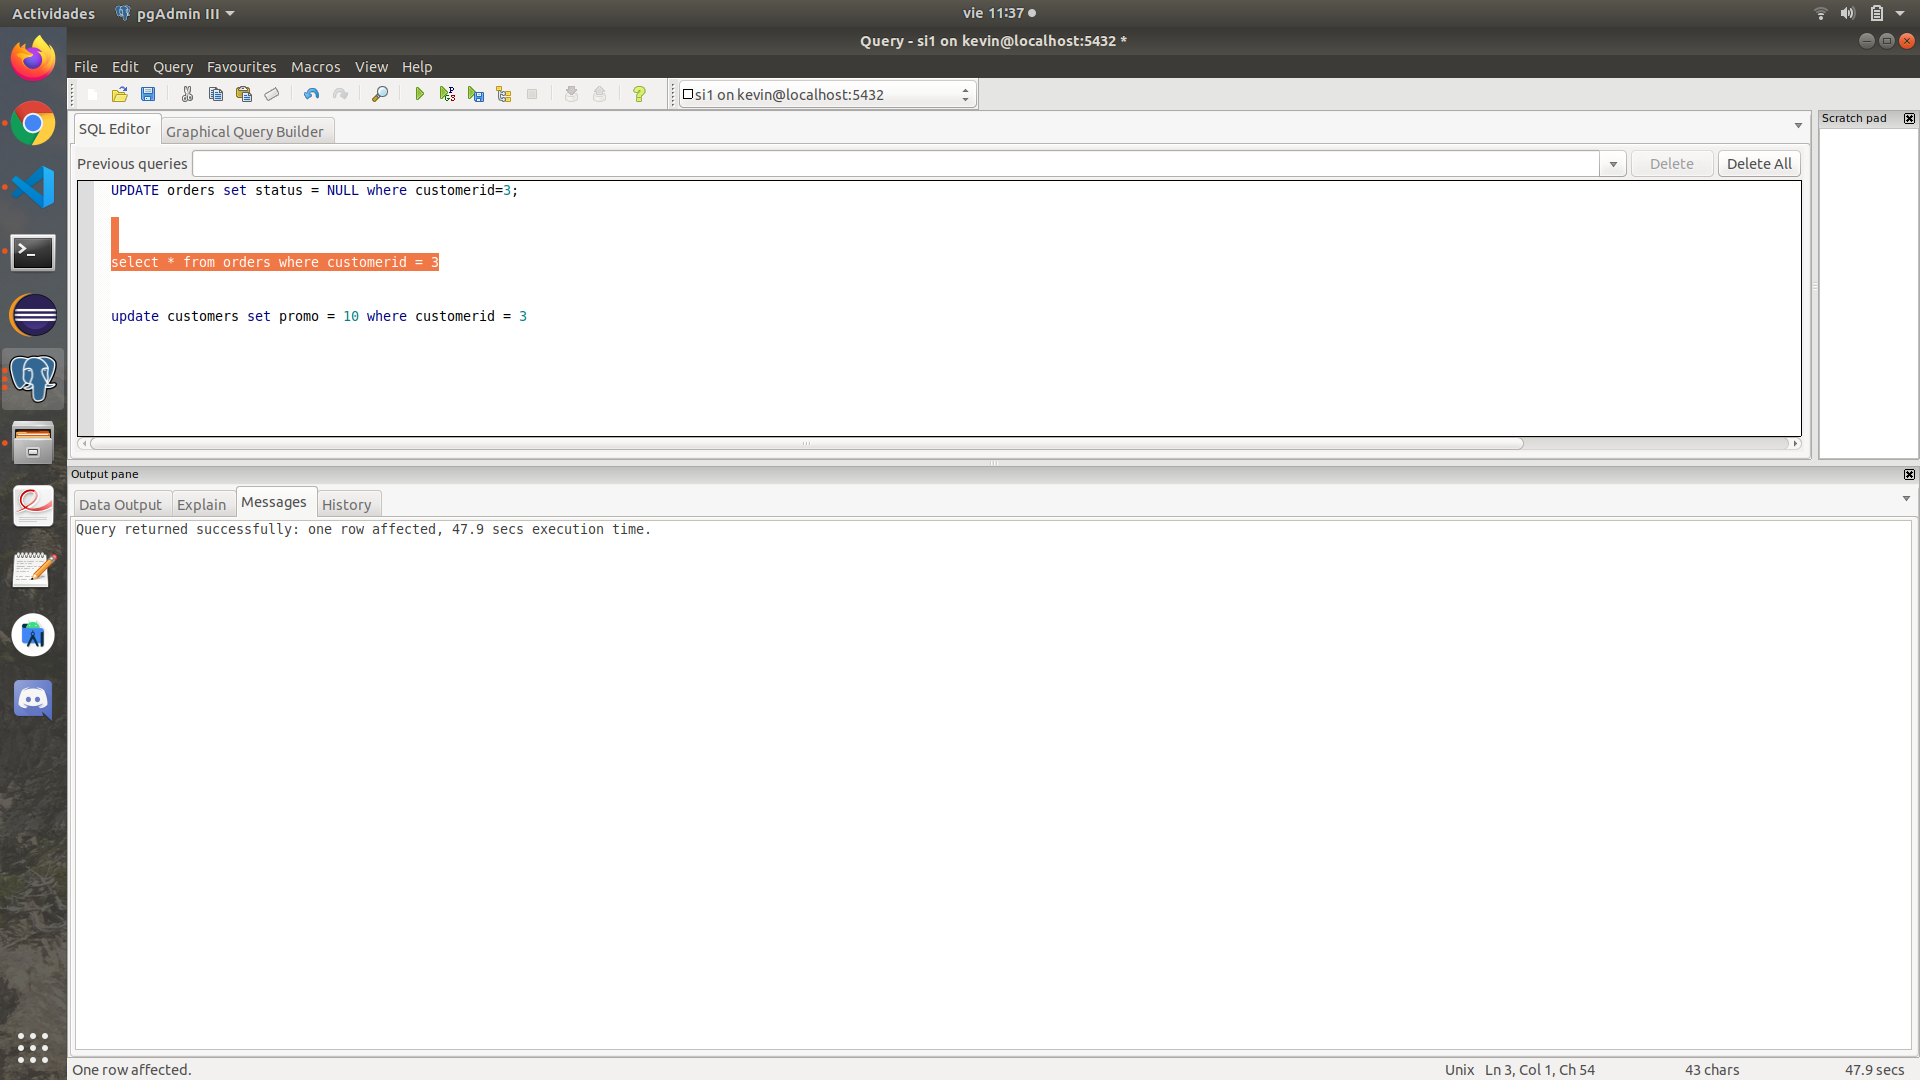 Actividades pgAdmin III vie 11:37
Query - si1 on kevin@localhost:5432 *
File Edit Query Favourites Macros View Help
si1 on kevin@localhost:5432
SQL Editor Graphical Query Builder
Scratch pad
Previous queries Delete Delete All
UPDATE orders set status = NULL where customerid=3;
select * from orders where customerid = 3
update customers set promo = 10 where customerid = 3
Output pane
Data Output Explain Messages History
Query returned successfully: one row affected, 47.9 secs execution time.
One row affected. Unix Ln 3, Col 1, Ch 54 43 chars 47.9 secs